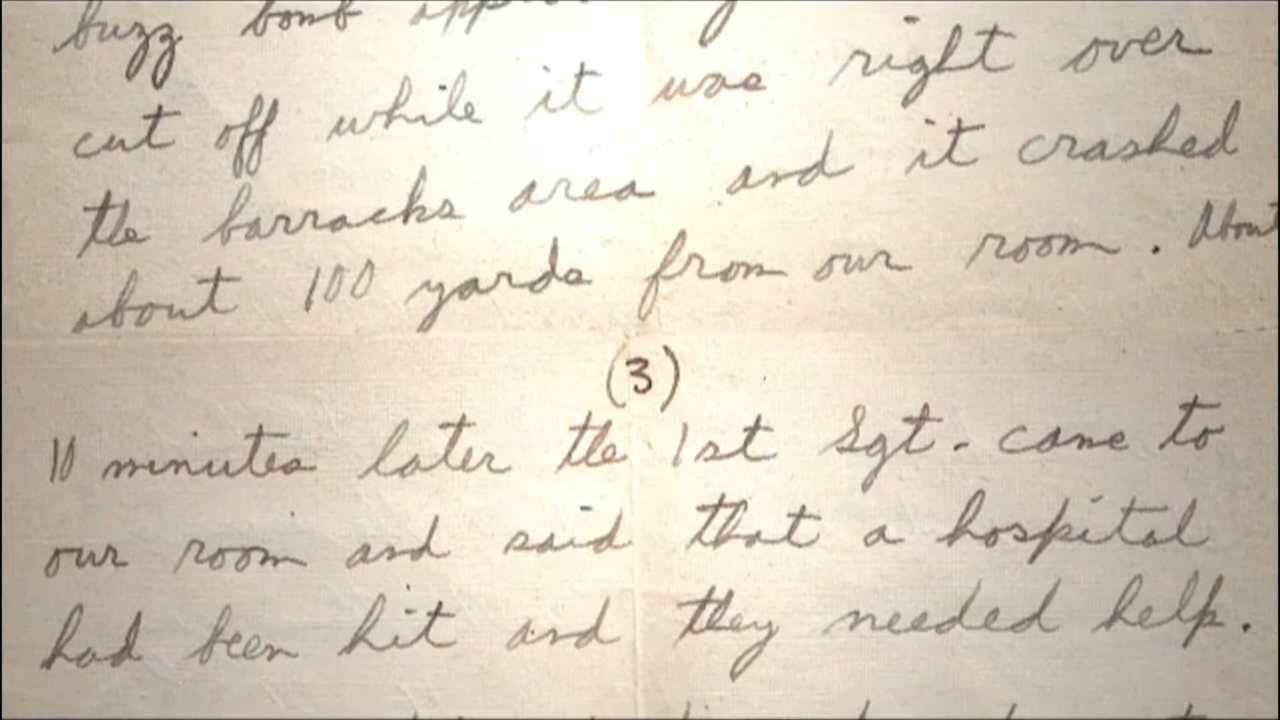 buzz bomb
cut off while it was right over
the barracks area and it crashed
about 100 yards from our room. About
(3)
10 minutes later the 1st Sgt. came to
our room and said that a hospital
had been hit and they needed help.